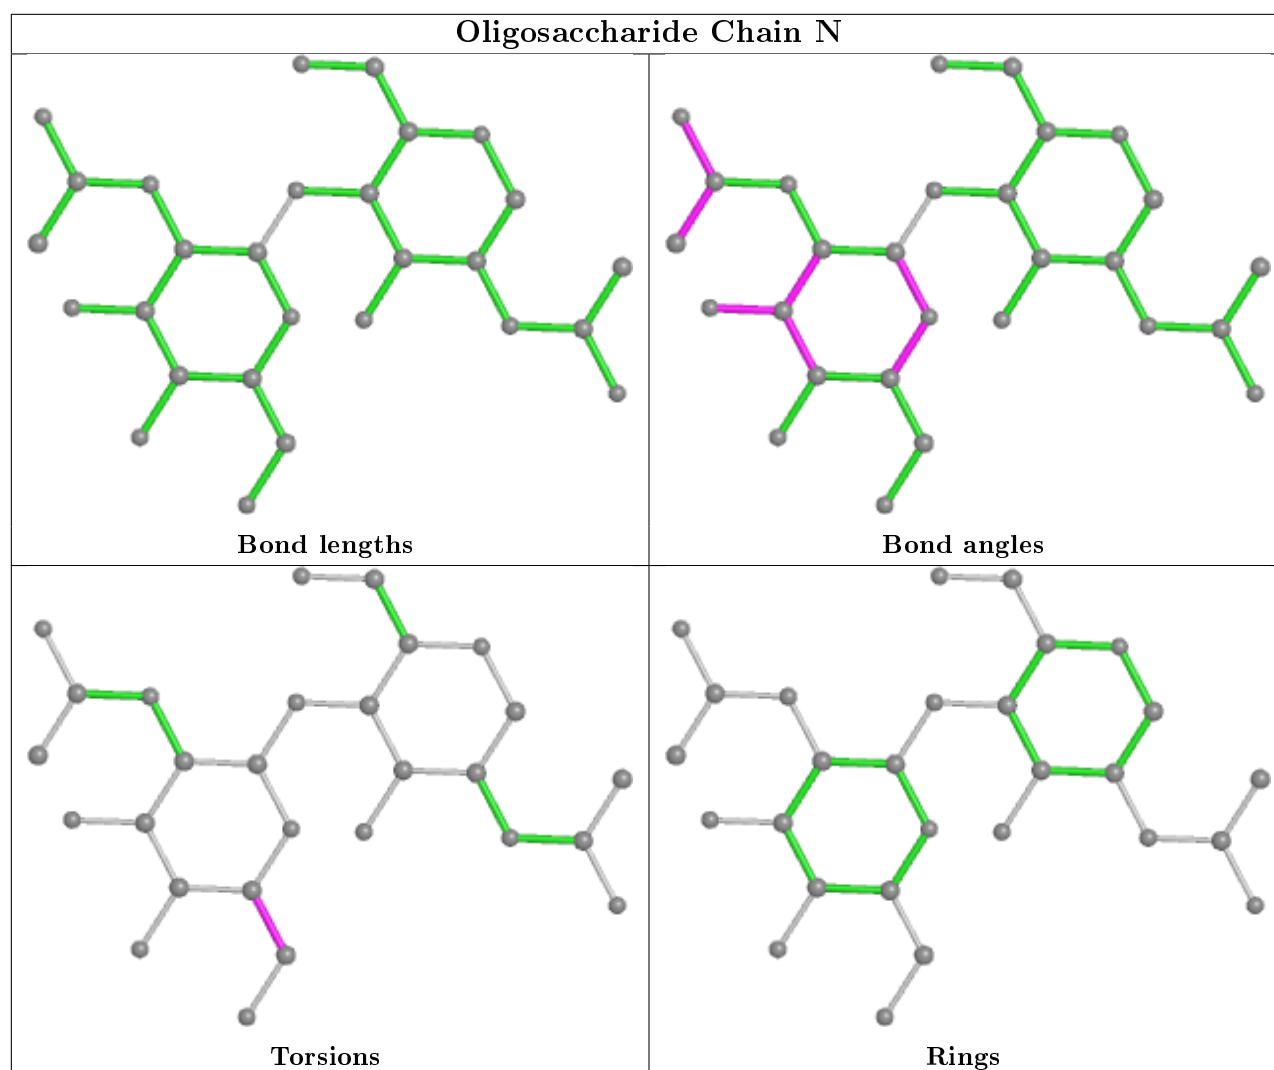 Oligosaccharide Chain N
Bond lengths
Bond angles
Torsions
Rings